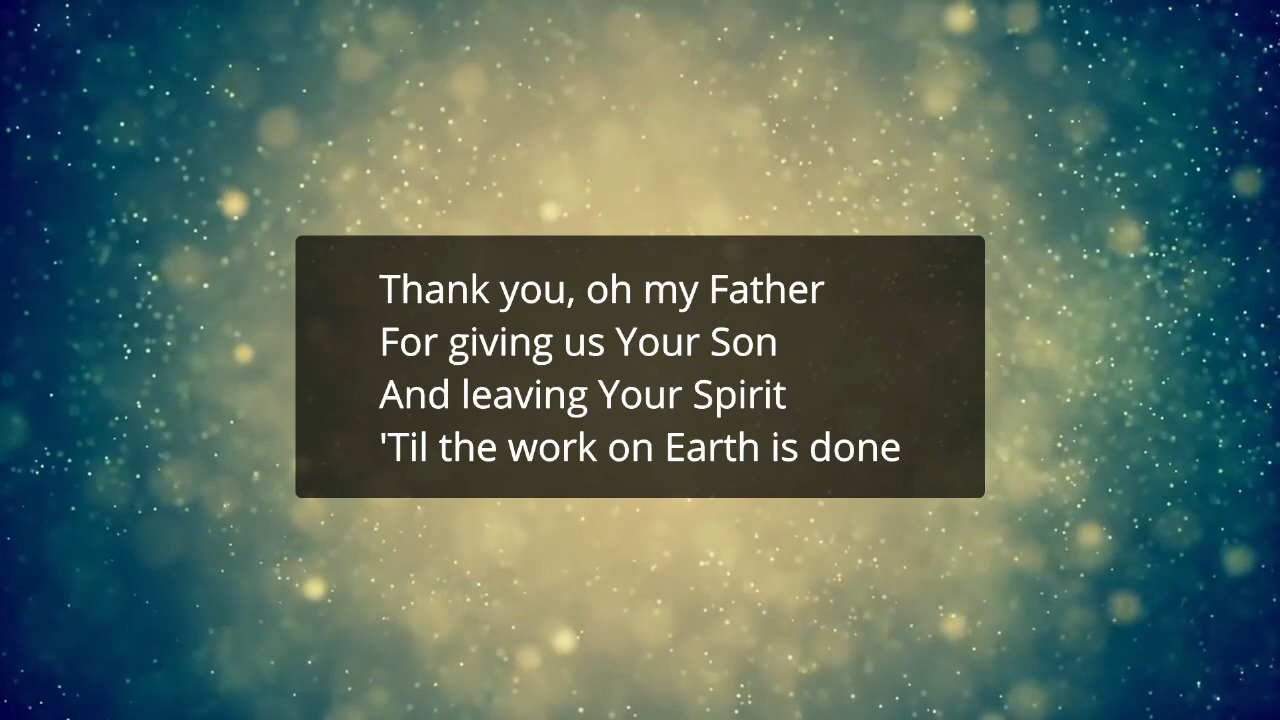 Thank you, oh my Father
For giving us Your Son
And leaving Your Spirit
'Til the work on Earth is done